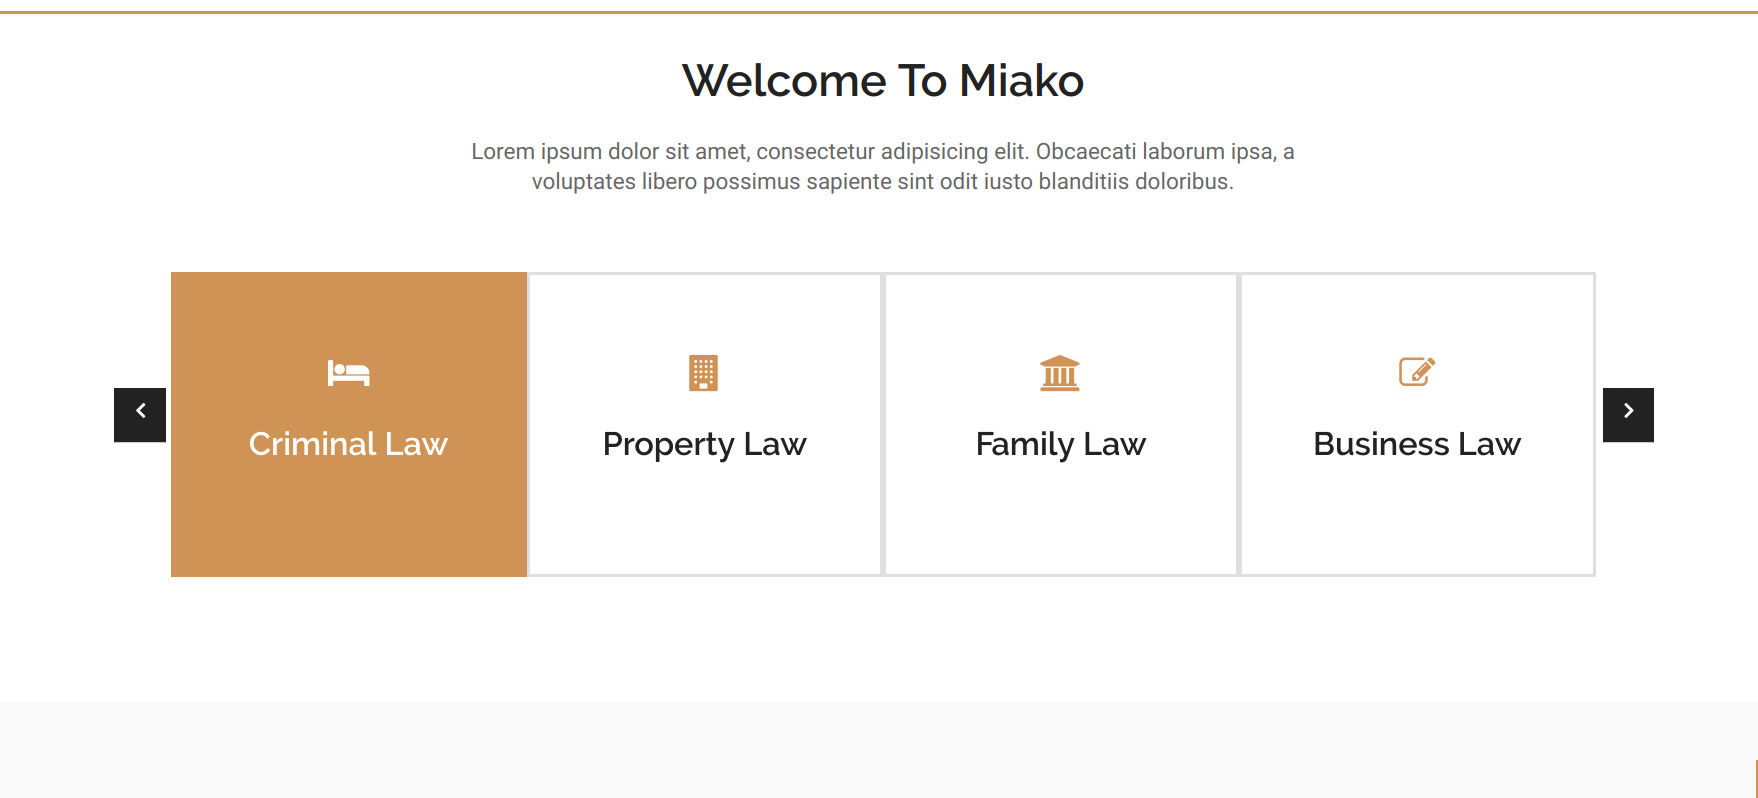 Welcome To Miako
Lorem ipsum dolor sit amet, consectetur adipisicing elit. Obcaecati laborum ipsa, a
voluptates libero possimus sapiente sint odit iusto blanditiis doloribus.
Criminal Law
Property Law
Family Law
Business Law